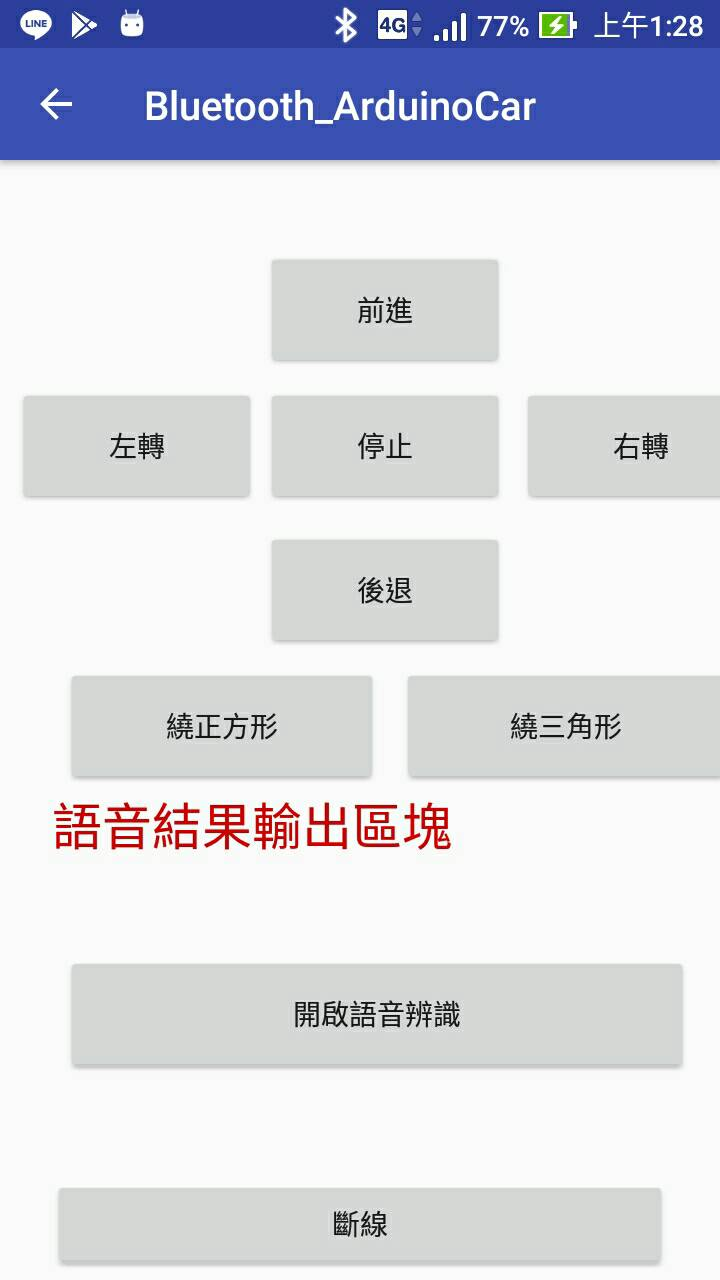 LINE 4G 77% 上午1:28
Bluetooth_ArduinoCar
前進
左轉 停止 右轉
後退
繞正方形 繞三角形
語音結果輸出區塊
開啟語音辨識
斷線